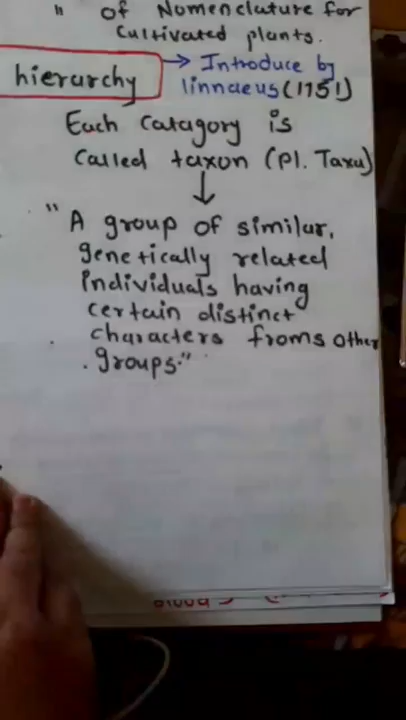 " of Nomenclature for
Cultivated plants.
hierarchy → Introduce by
linnaeus (1751)
Each Catagory is
Called taxon (pl. Taxa)
↓
"A group of similar,
genetically related
individuals having
certain distinct
characters froms other
groups."